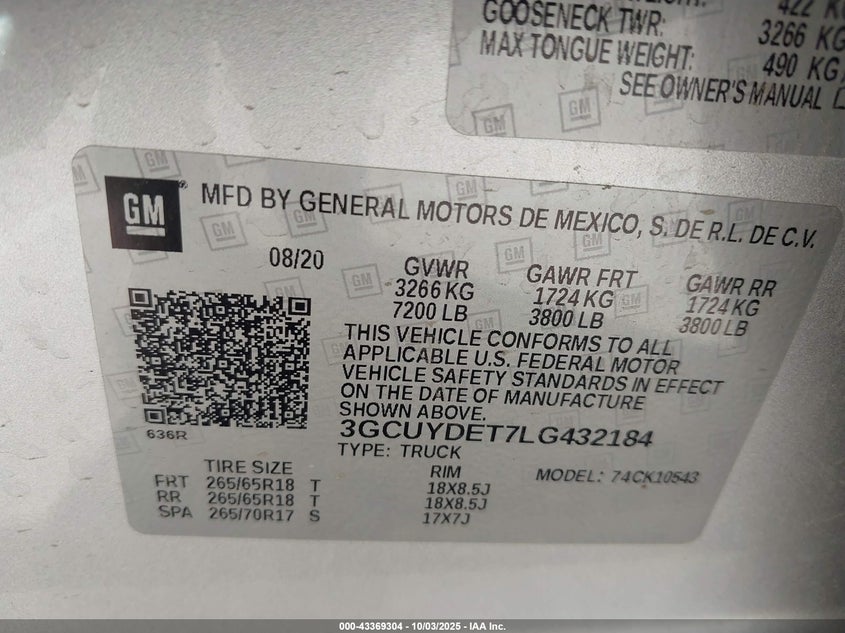 422 KG
GOOSENECK TWR: 3266 KG
MAX TONGUE WEIGHT: 490 KG,
SEE OWNER'S MANUAL
GM MFD BY GENERAL MOTORS DE MEXICO, S. DE R.L. DE C.V.
08/20 GVWR GAWR FRT GAWR RR
3266 KG 1724 KG 1724 KG
7200 LB 3800 LB 3800 LB
THIS VEHICLE CONFORMS TO ALL
APPLICABLE U.S. FEDERAL MOTOR
VEHICLE SAFETY STANDARDS IN EFFECT
ON THE DATE OF MANUFACTURE
SHOWN ABOVE.
636R
3GCUYDET7LG432184
TYPE: TRUCK
TIRE SIZE RIM MODEL: 74CK10543
FRT 265/65R18 T 18X8.5J
RR 265/65R18 T 18X8.5J
SPA 265/70R17 S 17X7J
000-43369304 - 10/03/2025 - IAA Inc.